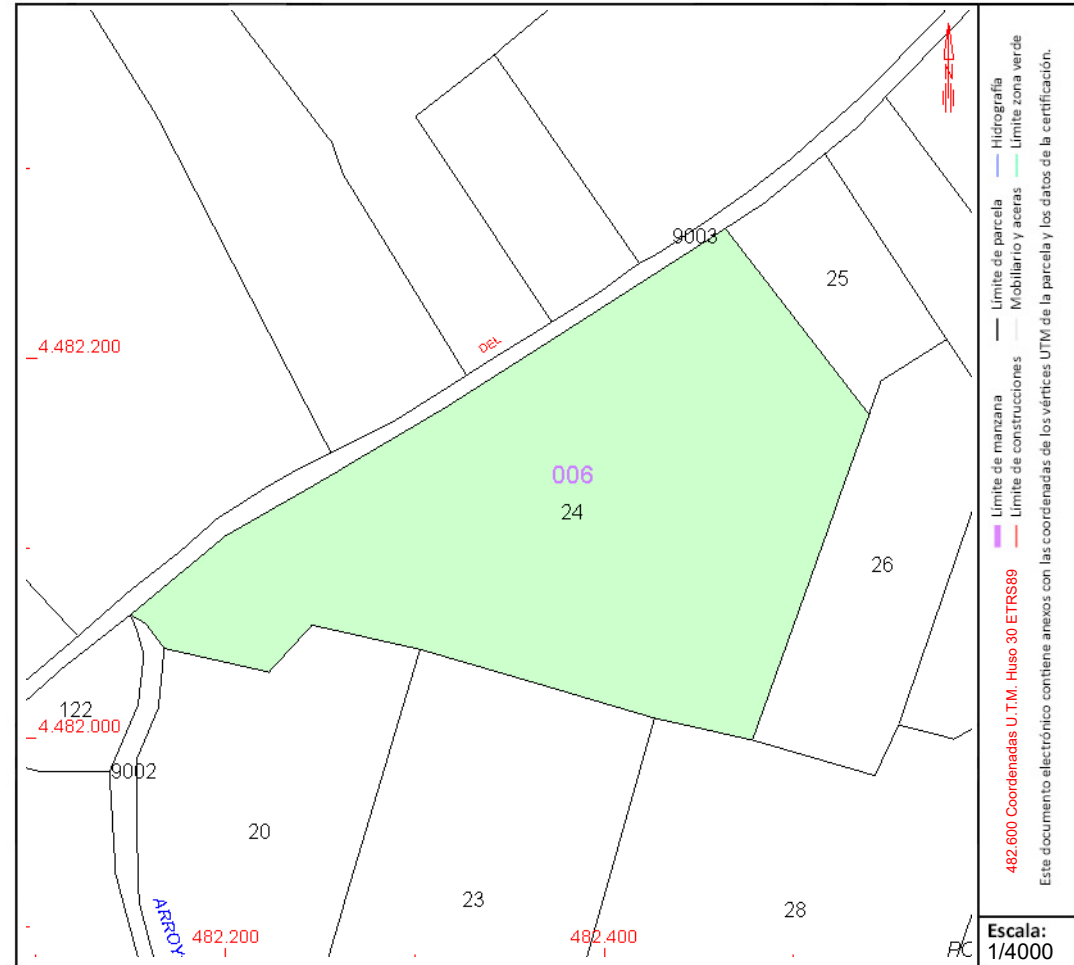 9003
25
4.482.200
DEL
006
24
26
122
4.482.000
9002
20
23
28
ARROY
482.200
482.400
N
Límite de manzana
Límite de parcela
Hidrografía
482.600 Coordenadas U.T.M. Huso 30 ETRS89
Límite de construcciones
Mobiliario y aceras
Límite zona verde
Este documento electrónico contiene anexos con las coordenadas de los vértices UTM de la parcela y los datos de la certificación.
Escala:
1/4000